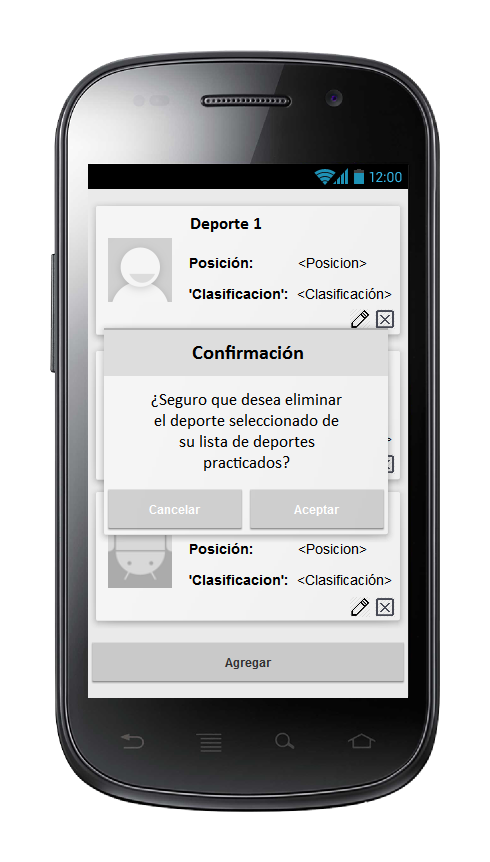 12:00
Deporte 1
Posición: <Posicion>
'Clasificacion': <Clasificación>
Confirmación
¿Seguro que desea eliminar
el deporte seleccionado de
su lista de deportes
practicados?
Cancelar Aceptar
Posición: <Posicion>
'Clasificacion': <Clasificación>
Agregar